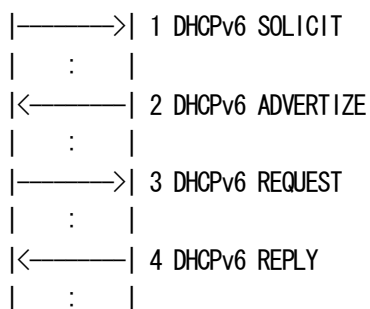 |———————>| 1 DHCPv6 SOLICIT
|    :    |
|<———————| 2 DHCPv6 ADVERTIZE
|    :    |
|———————>| 3 DHCPv6 REQUEST
|    :    |
|<———————| 4 DHCPv6 REPLY
|    :    |